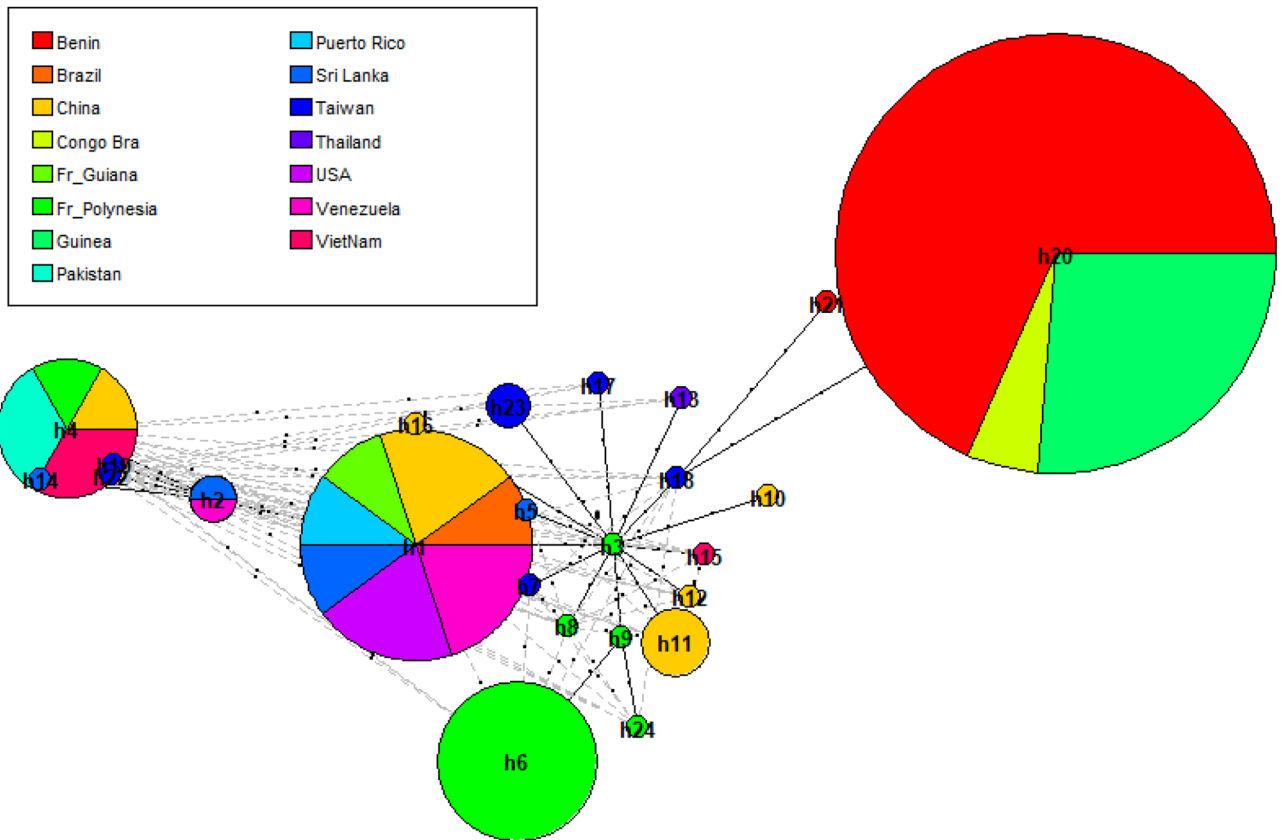 Benin
Brazil
China
Congo Bra
Fr_Guiana
Fr_Polynesia
Guinea
Pakistan
Puerto Rico
Sri Lanka
Taiwan
Thailand
USA
Venezuela
VietNam
h20
h21
h17
h13
h23
h16
h4
h19
h22
h14
h2
h18
h10
h5
h1
h3
h15
h7
h12
h8
h9
h11
h24
h6